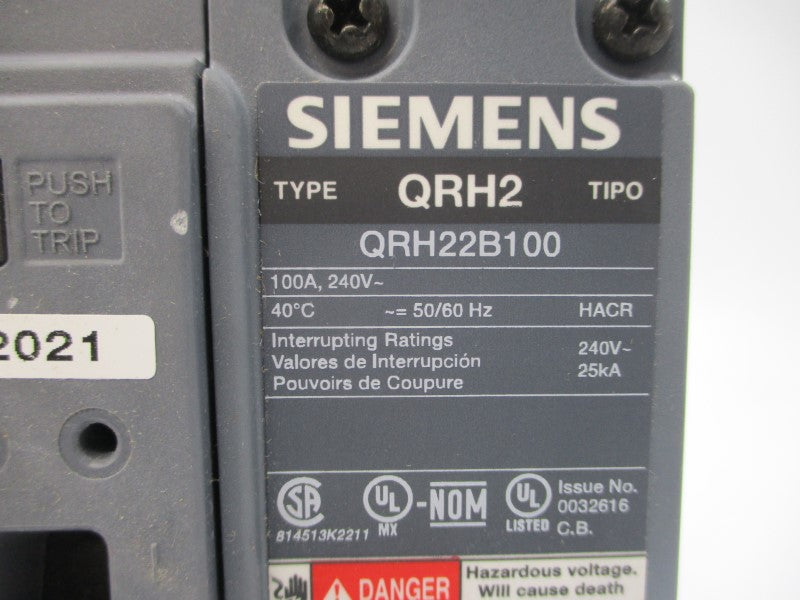 PUSH
TO
TRIP
2021
SIEMENS
TYPE QRH2 TIPO
QRH22B100
100A, 240V~
40°C ~= 50/60 Hz HACR
Interrupting Ratings 240V~
Valores de Interrupción 25kA
Pouvoirs de Coupure
SA UL -NOM UL Issue No.
MX LISTED 0032616
814513K2211 C.B.
DANGER Hazardous voltage.
Will cause death